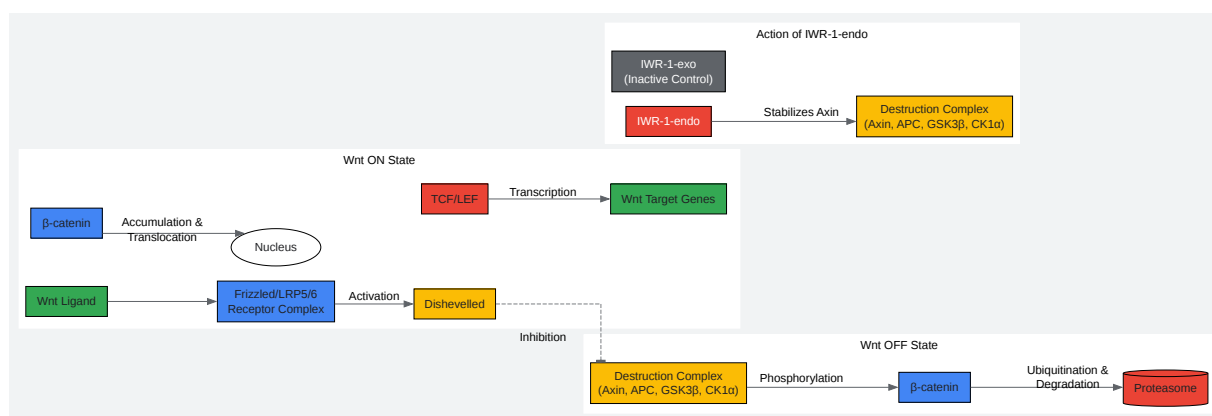 Action of IWR-1-endo
IWR-1-exo
(Inactive Control)
IWR-1-endo
Stabilizes Axin
Destruction Complex
(Axin, APC, GSK3β, CK1α)
Wnt ON State
TCF/LEF
Transcription
Wnt Target Genes
β-catenin
Accumulation &
Translocation
Nucleus
Wnt Ligand
Frizzled/LRP5/6
Receptor Complex
Activation
Dishevelled
Inhibition
Wnt OFF State
Destruction Complex
(Axin, APC, GSK3β, CK1α)
Phosphorylation
β-catenin
Ubiquitination &
Degradation
Proteasome